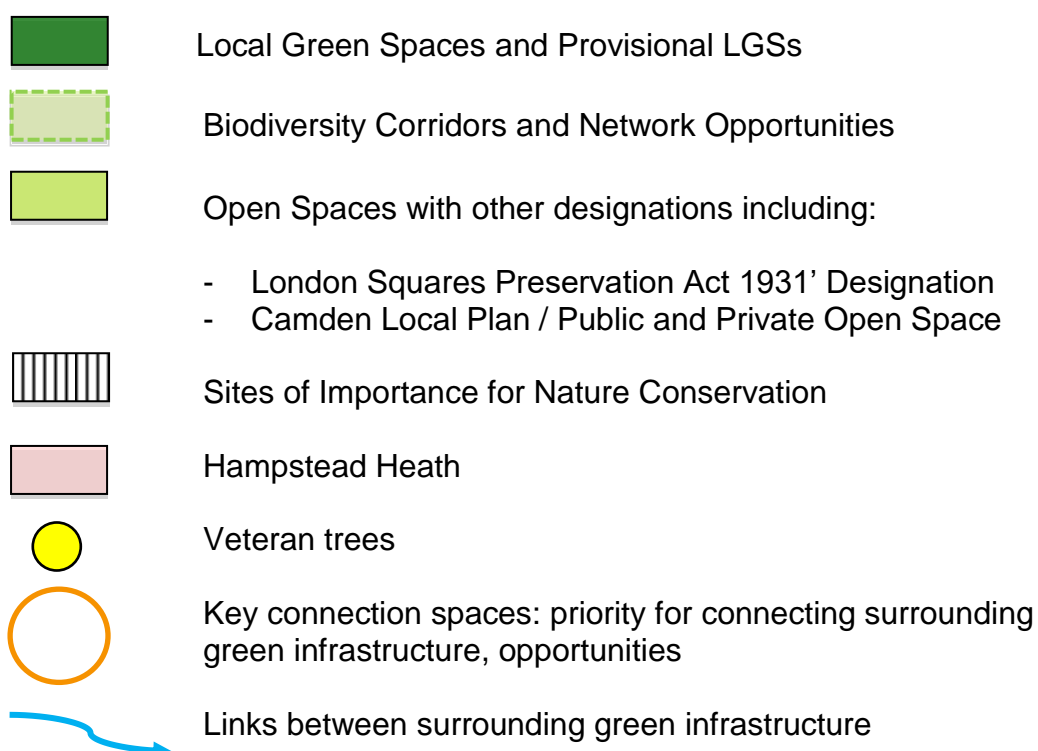 Local Green Spaces and Provisional LGSs
Biodiversity Corridors and Network Opportunities
Open Spaces with other designations including:
- London Squares Preservation Act 1931’ Designation
- Camden Local Plan / Public and Private Open Space
Sites of Importance for Nature Conservation
Hampstead Heath
Veteran trees
Key connection spaces: priority for connecting surrounding
green infrastructure, opportunities
Links between surrounding green infrastructure